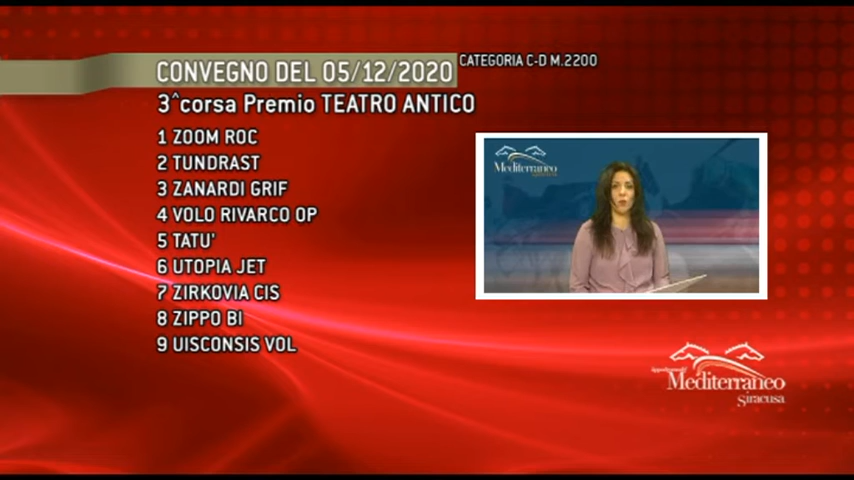 CONVEGNO DEL 05/12/2020
CATEGORIA C-D M.2200
3^corsa Premio TEATRO ANTICO
1 ZOOM ROC
2 TUNDRAST
3 ZANARDI GRIF
4 VOLO RIVARCO OP
5 TATU'
6 UTOPIA JET
7 ZIRKOVIA CIS
8 ZIPPO BI
9 UISCONSIS VOL
Mediterraneo
Mediterraneo
Siracusa